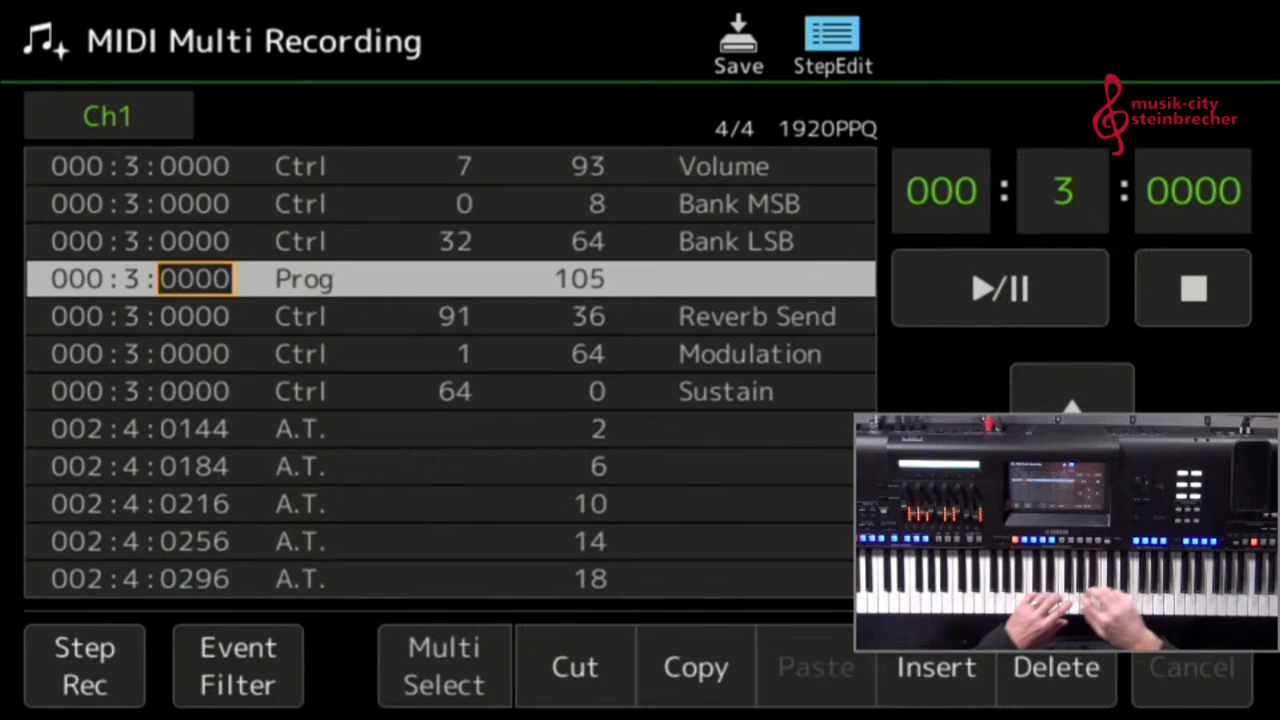 MIDI Multi Recording
Save
StepEdit
musik-city
steinbrecher
Ch1
4/4 1920PPQ
000:3:0000 Ctrl 7 93 Volume
000:3:0000 Ctrl 0 8 Bank MSB
000:3:0000 Ctrl 32 64 Bank LSB
000:3:0000 Prog 105
000:3:0000 Ctrl 91 36 Reverb Send
000:3:0000 Ctrl 1 64 Modulation
000:3:0000 Ctrl 64 0 Sustain
002:4:0144 A.T. 2
002:4:0184 A.T. 6
002:4:0216 A.T. 10
002:4:0256 A.T. 14
002:4:0296 A.T. 18
000 : 3 : 0000
Step
Rec
Event
Filter
Multi
Select
Cut
Copy
Paste
Insert
Delete
Cancel